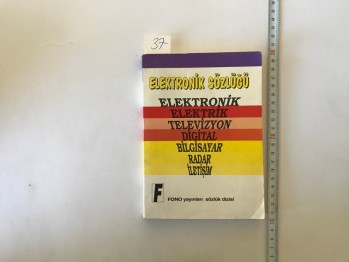 37-
ELEKTRONİK SÖZLÜĞÜ
ELEKTRONİK
ELEKTRİK
TELEVİZYON
DİGİTAL
BİLGİSAYAR
RADAR
İLETİŞİM
F FONO yayınları sözlük dizisi